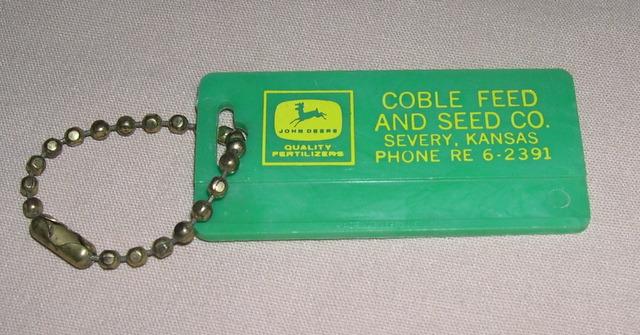 JOHN DEERE
QUALITY
FERTILIZERS
COBLE FEED
AND SEED CO.
SEVERY, KANSAS
PHONE RE 6-2391